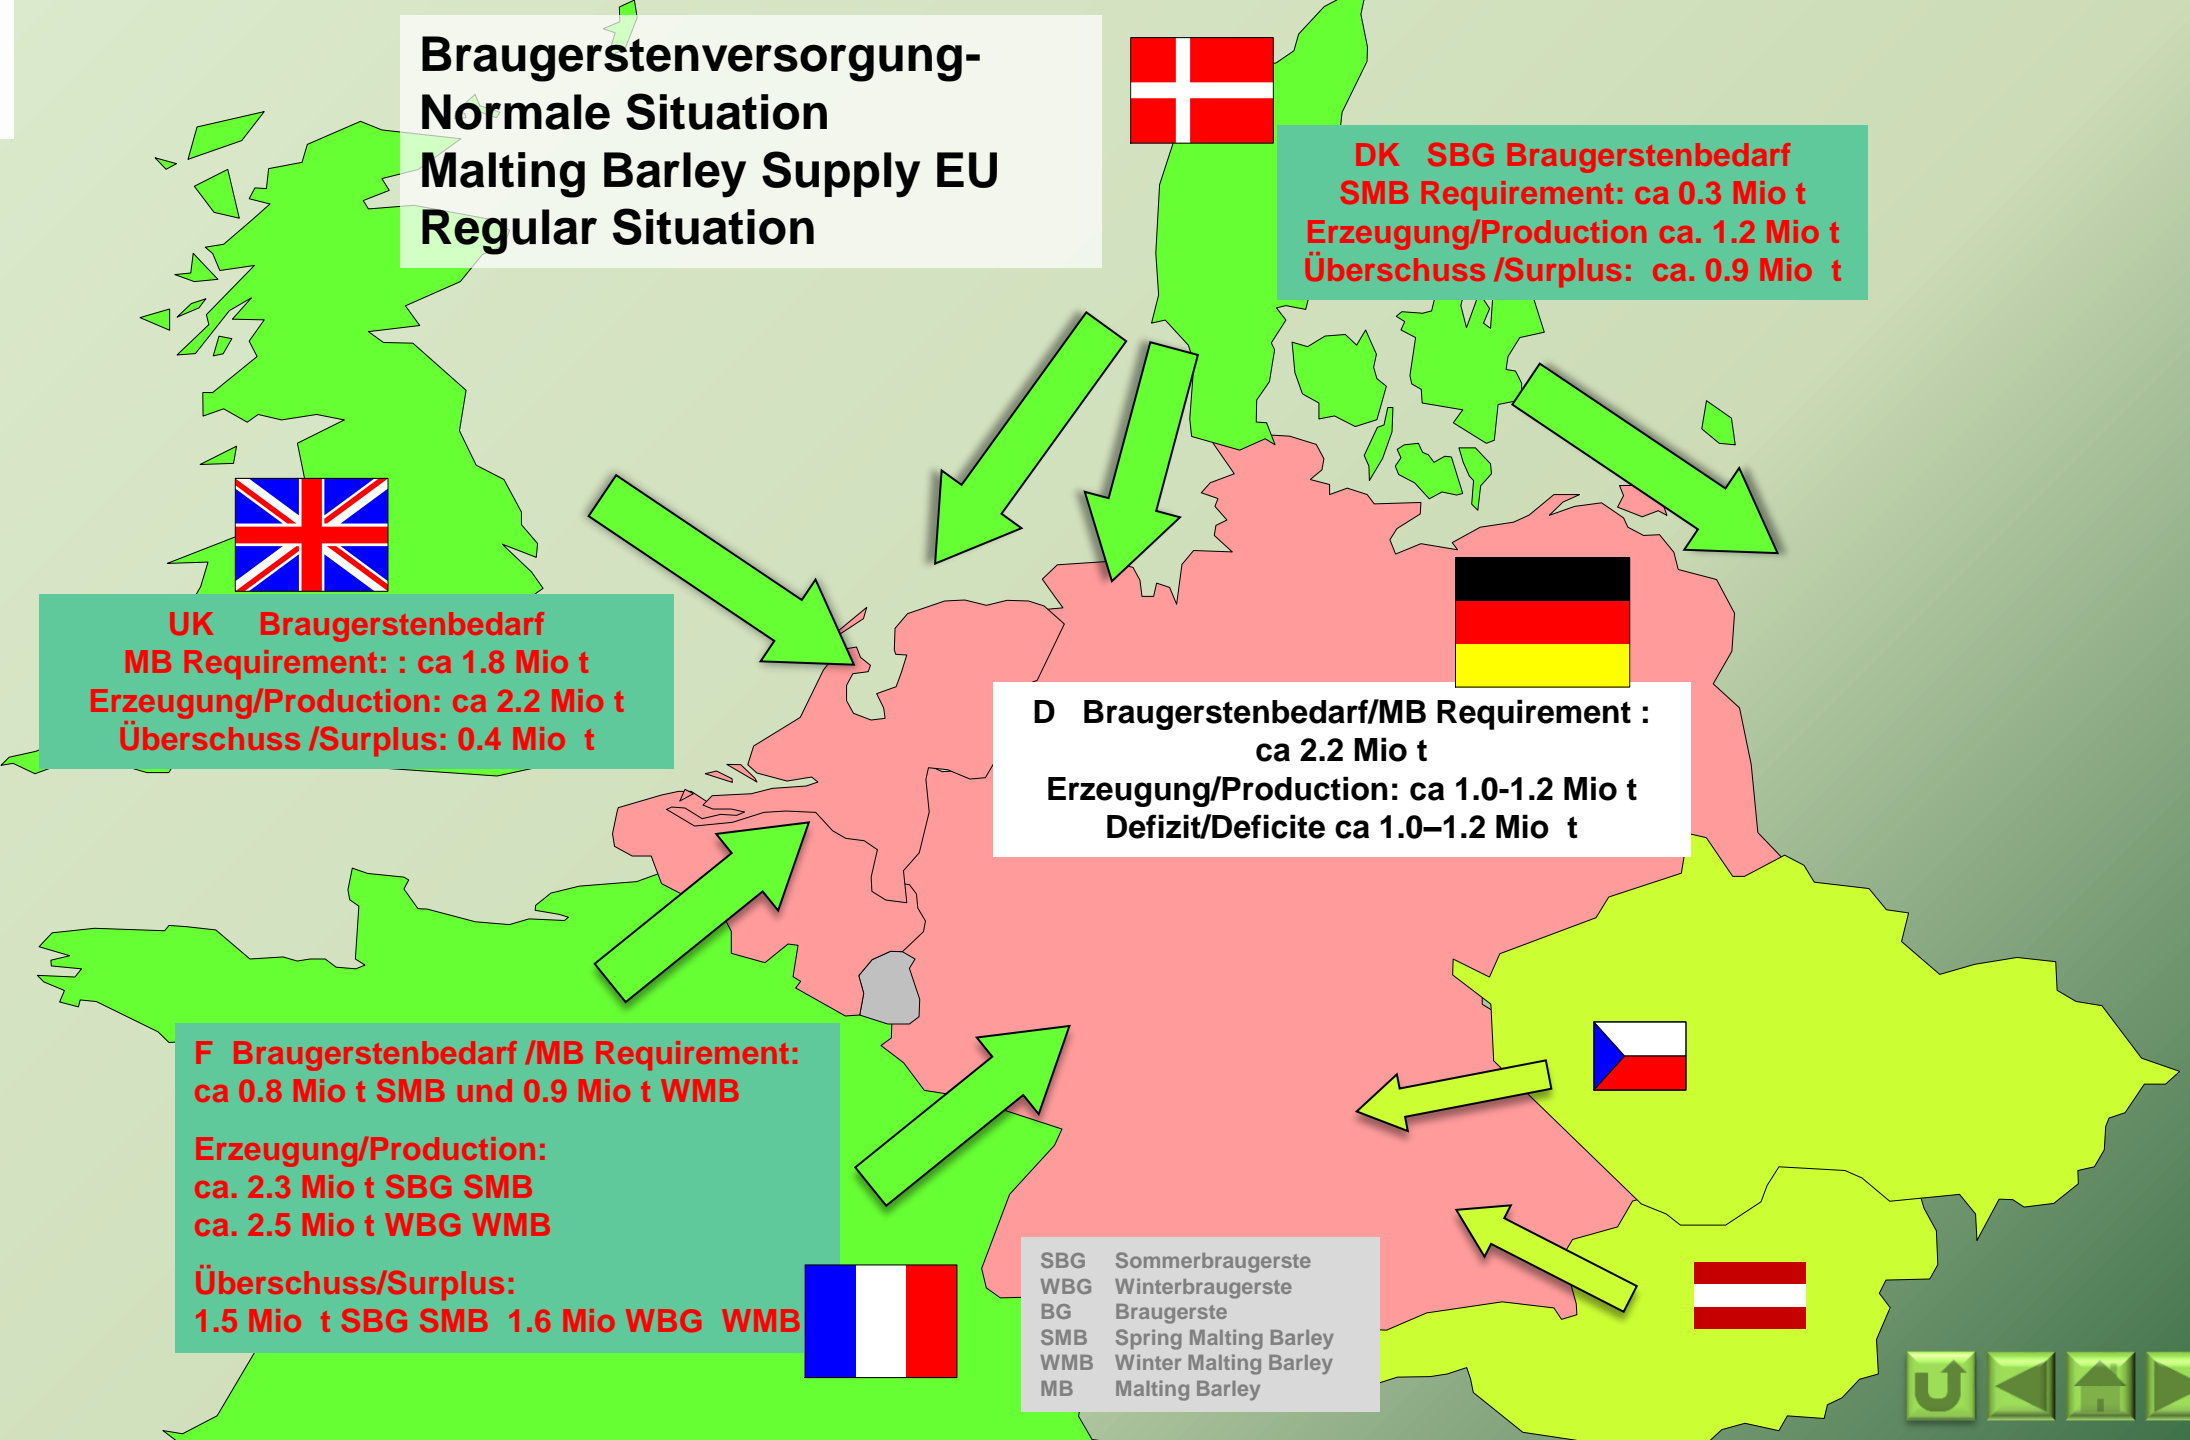 Braugerstenversorgung-
Normale Situation
Malting Barley Supply EU
Regular Situation
DK SBG Braugerstenbedarf
SMB Requirement: ca 0.3 Mio t
Erzeugung/Production ca. 1.2 Mio t
Überschuss /Surplus: ca. 0.9 Mio t
UK Braugerstenbedarf
MB Requirement: : ca 1.8 Mio t
Erzeugung/Production: ca 2.2 Mio t
Überschuss /Surplus: 0.4 Mio t
D Braugerstenbedarf/MB Requirement :
ca 2.2 Mio t
Erzeugung/Production: ca 1.0-1.2 Mio t
Defizit/Deficite ca 1.0–1.2 Mio t
F Braugerstenbedarf /MB Requirement:
ca 0.8 Mio t SMB und 0.9 Mio t WMB
Erzeugung/Production:
ca. 2.3 Mio t SBG SMB
ca. 2.5 Mio t WBG WMB
Überschuss/Surplus:
1.5 Mio t SBG SMB 1.6 Mio WBG WMB
SBG Sommerbraugerste
WBG Winterbraugerste
BG Braugerste
SMB Spring Malting Barley
WMB Winter Malting Barley
MB Malting Barley